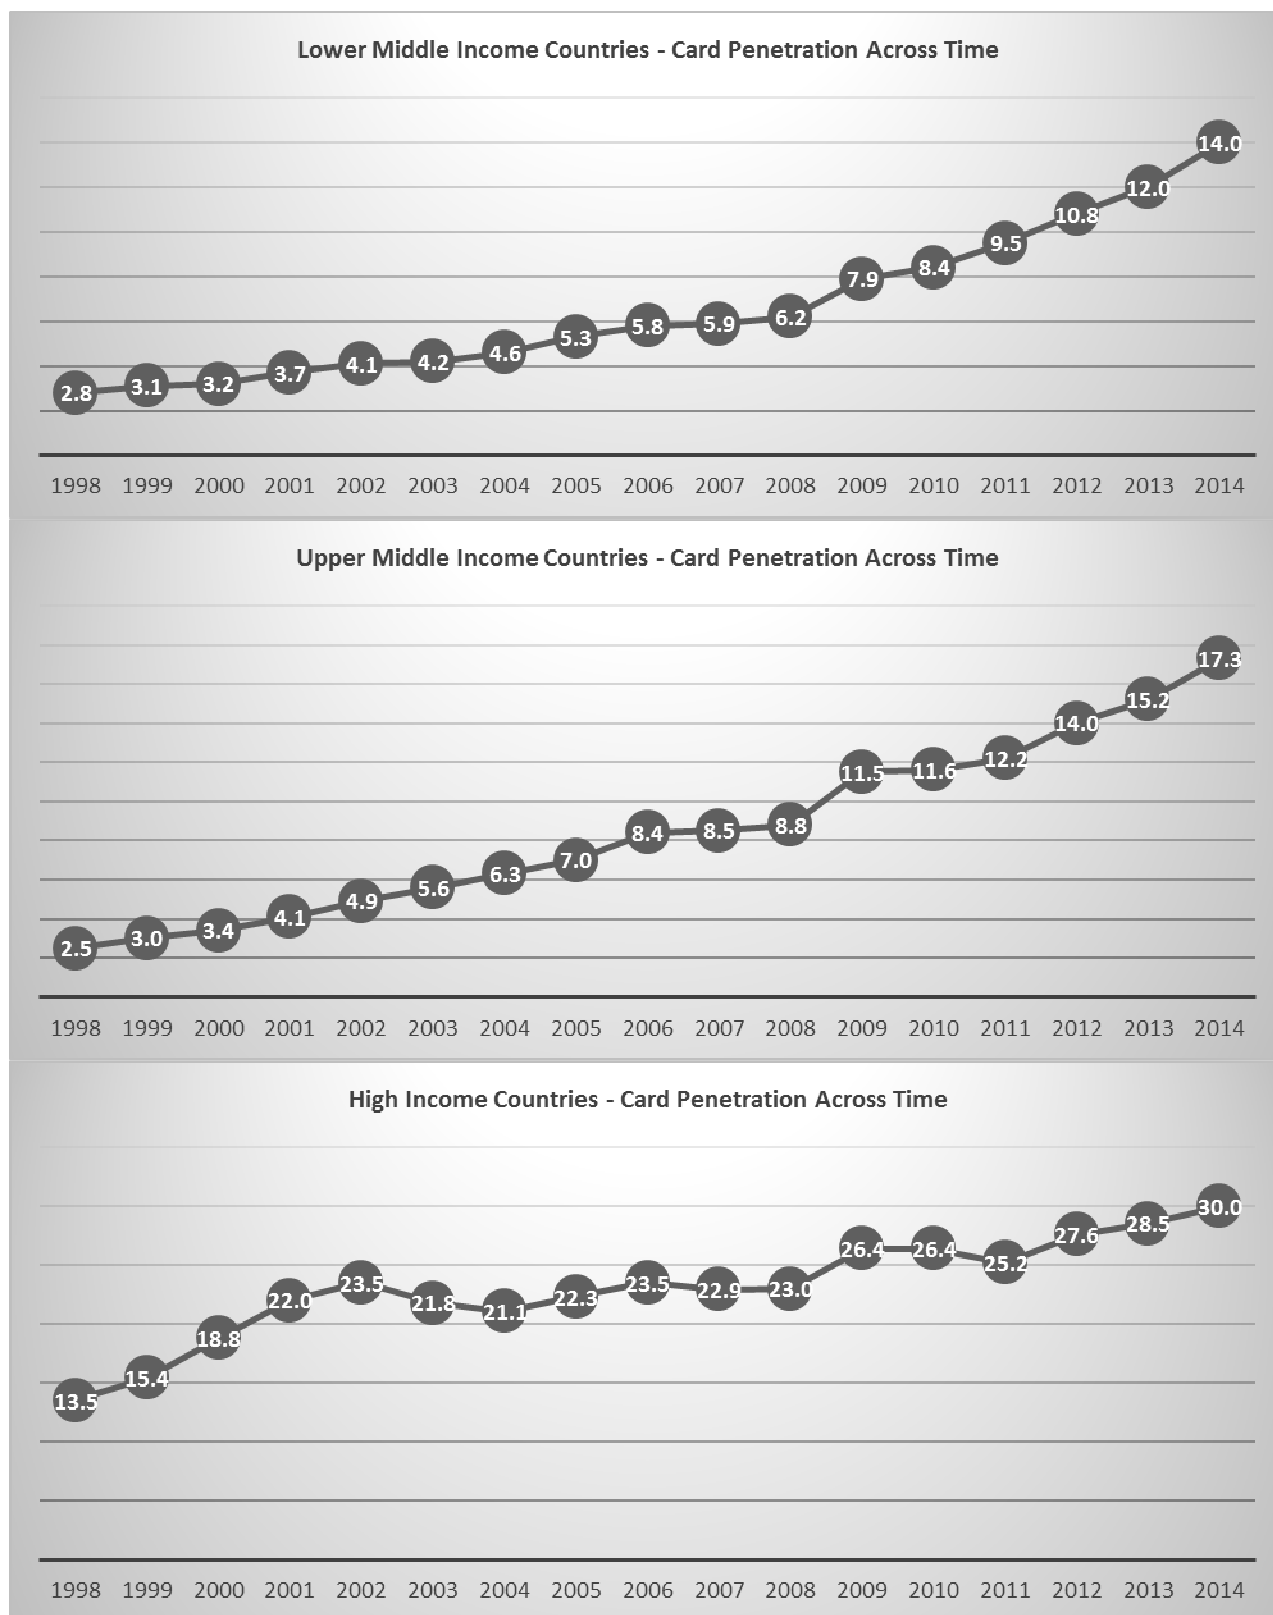 Lower Middle Income Countries - Card Penetration Across Time
2.8 3.1 3.2 3.7 4.1 4.2 4.6 5.3 5.8 5.9 6.2 7.9 8.4 9.5 10.8 12.0 14.0
1998 1999 2000 2001 2002 2003 2004 2005 2006 2007 2008 2009 2010 2011 2012 2013 2014
Upper Middle Income Countries - Card Penetration Across Time
2.5 3.0 3.4 4.1 4.9 5.6 6.3 7.0 8.4 8.5 8.8 11.5 11.6 12.2 14.0 15.2 17.3
1998 1999 2000 2001 2002 2003 2004 2005 2006 2007 2008 2009 2010 2011 2012 2013 2014
High Income Countries - Card Penetration Across Time
13.5 15.4 18.8 22.0 23.5 21.8 21.1 22.3 23.5 22.9 23.0 26.4 26.4 25.2 27.6 28.5 30.0
1998 1999 2000 2001 2002 2003 2004 2005 2006 2007 2008 2009 2010 2011 2012 2013 2014